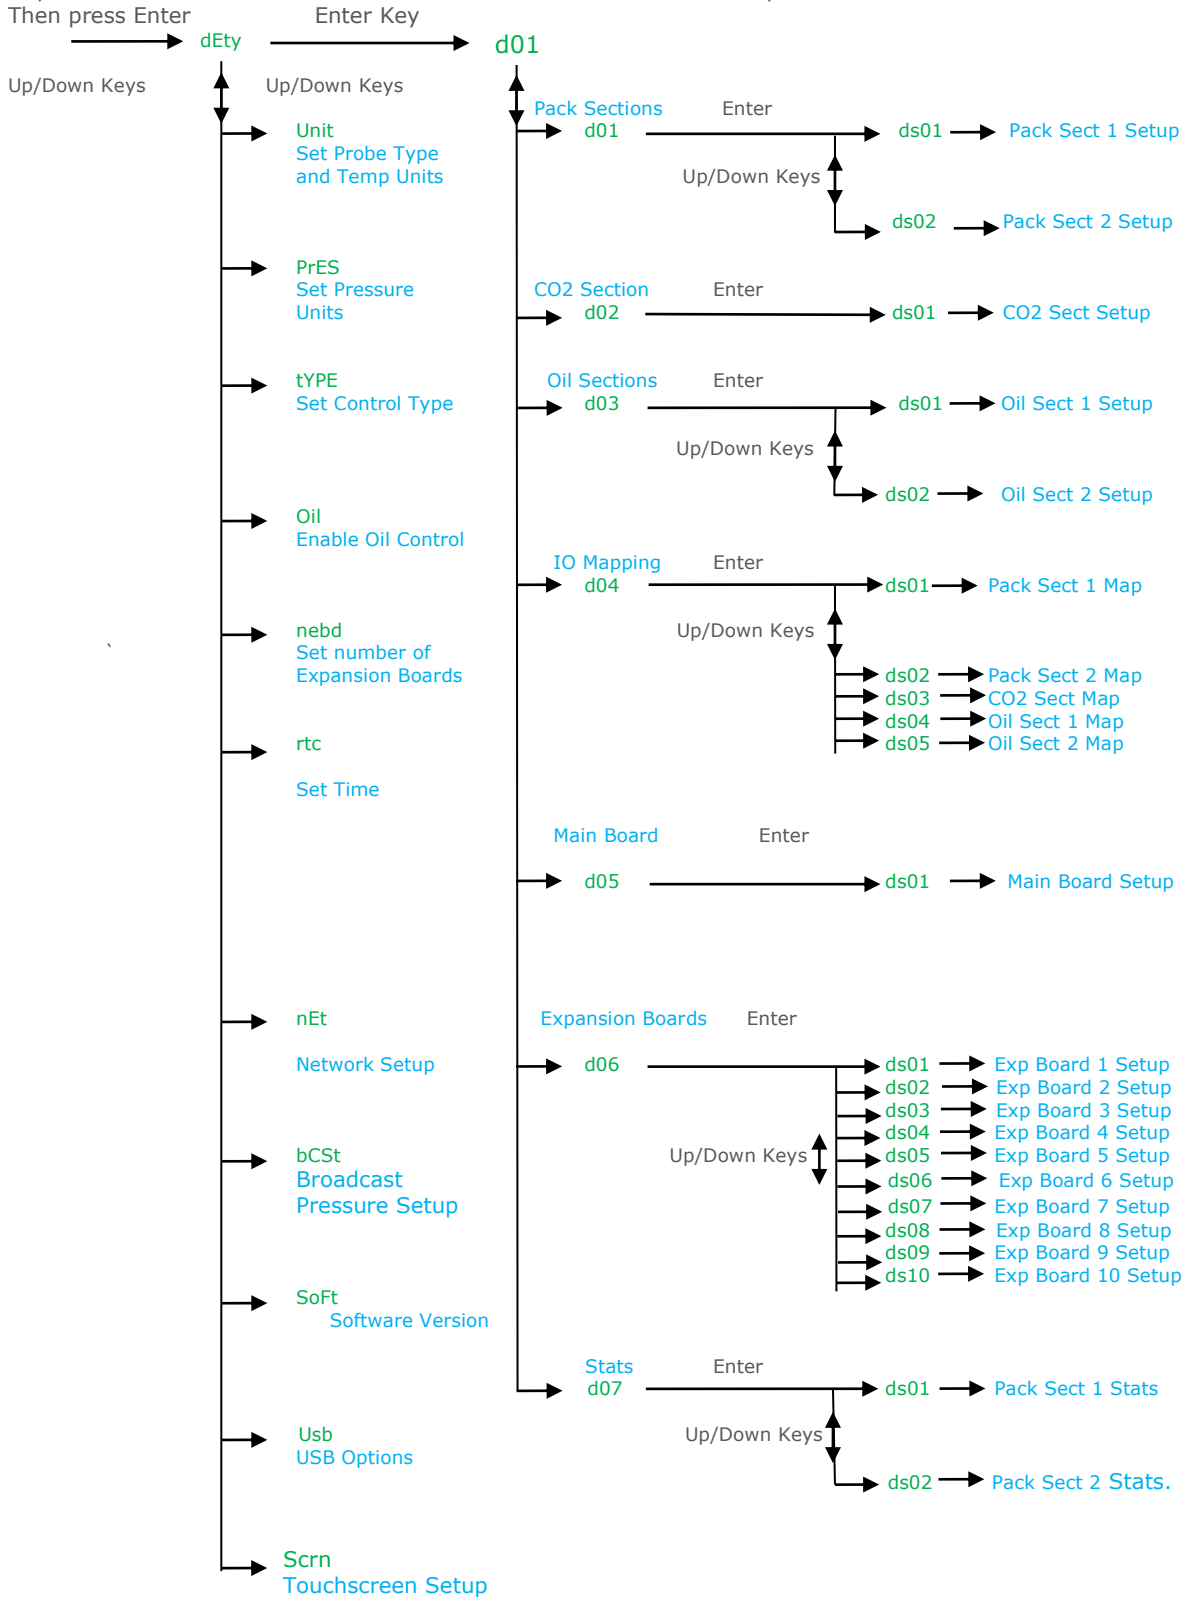 Then press Enter
Enter Key
dEty
d01
Up/Down Keys
Up/Down Keys
Unit
Set Probe Type
and Temp Units
PrES
Set Pressure
Units
tYPE
Set Control Type
Oil
Enable Oil Control
nebd
Set number of
Expansion Boards
`
rtc
Set Time
nEt
Network Setup
bCSt
Broadcast
Pressure Setup
SoFt
Software Version
Usb
USB Options
Scrn
Touchscreen Setup
Pack Sections
Enter
d01
ds01
Pack Sect 1 Setup
Up/Down Keys
ds02
Pack Sect 2 Setup
CO2 Section
Enter
d02
ds01
CO2 Sect Setup
Oil Sections
Enter
d03
ds01
Oil Sect 1 Setup
Up/Down Keys
ds02
Oil Sect 2 Setup
IO Mapping
Enter
d04
ds01
Pack Sect 1 Map
Up/Down Keys
ds02
Pack Sect 2 Map
ds03
CO2 Sect Map
ds04
Oil Sect 1 Map
ds05
Oil Sect 2 Map
Main Board
Enter
d05
ds01
Main Board Setup
Expansion Boards
Enter
d06
ds01
Exp Board 1 Setup
ds02
Exp Board 2 Setup
ds03
Exp Board 3 Setup
ds04
Exp Board 4 Setup
Up/Down Keys
ds05
Exp Board 5 Setup
ds06
Exp Board 6 Setup
ds07
Exp Board 7 Setup
ds08
Exp Board 8 Setup
ds09
Exp Board 9 Setup
ds10
Exp Board 10 Setup
Stats
Enter
d07
ds01
Pack Sect 1 Stats
Up/Down Keys
ds02
Pack Sect 2 Stats.